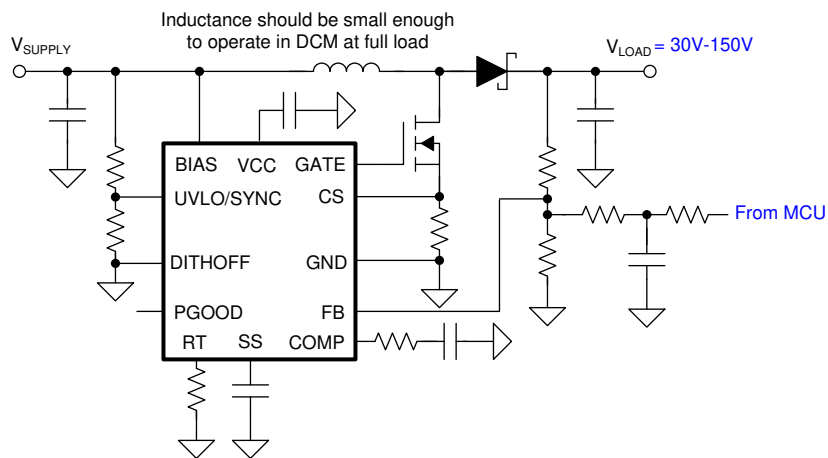 Inductance should be small enough
to operate in DCM at full load
VSUPPLY
VLOAD = 30V-150V
BIAS
VCC
GATE
UVLO/SYNC
CS
From MCU
DITHOFF
GND
PGOOD
FB
RT
SS
COMP